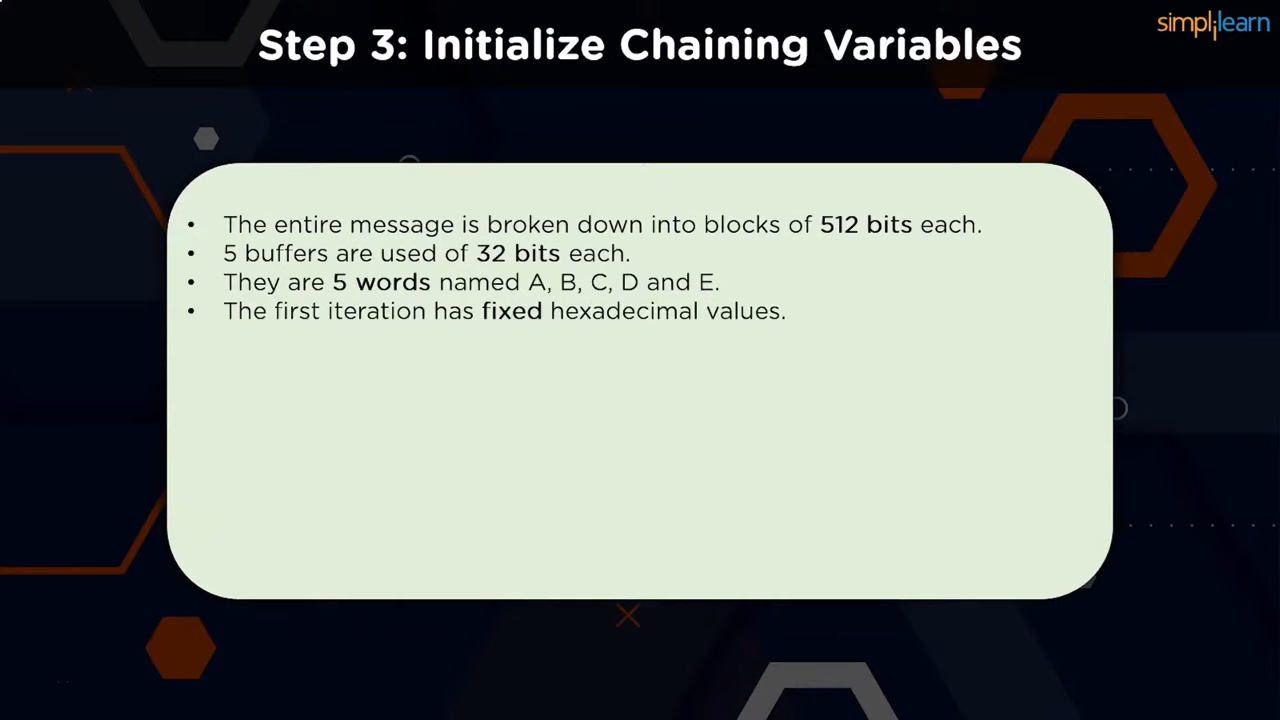 simplilearn
Step 3: Initialize Chaining Variables
• The entire message is broken down into blocks of 512 bits each.
• 5 buffers are used of 32 bits each.
• They are 5 words named A, B, C, D and E.
• The first iteration has fixed hexadecimal values.